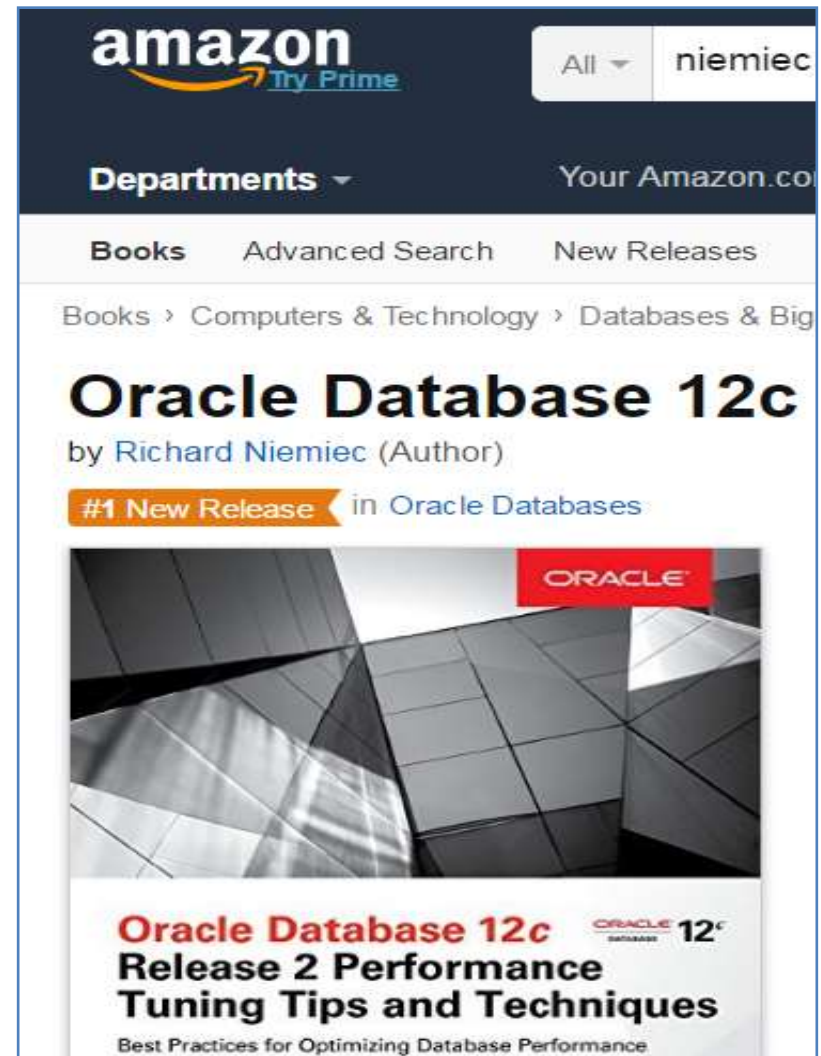 amazon
Try Prime
All niemiec
Departments Your Amazon.co
Books Advanced Search New Releases
Books › Computers & Technology › Databases & Big
Oracle Database 12c
by Richard Niemiec (Author)
#1 New Release in Oracle Databases
ORACLE
Oracle Database 12c ORACLE DATABASE 12c
Release 2 Performance
Tuning Tips and Techniques
Best Practices for Optimizing Database Performance